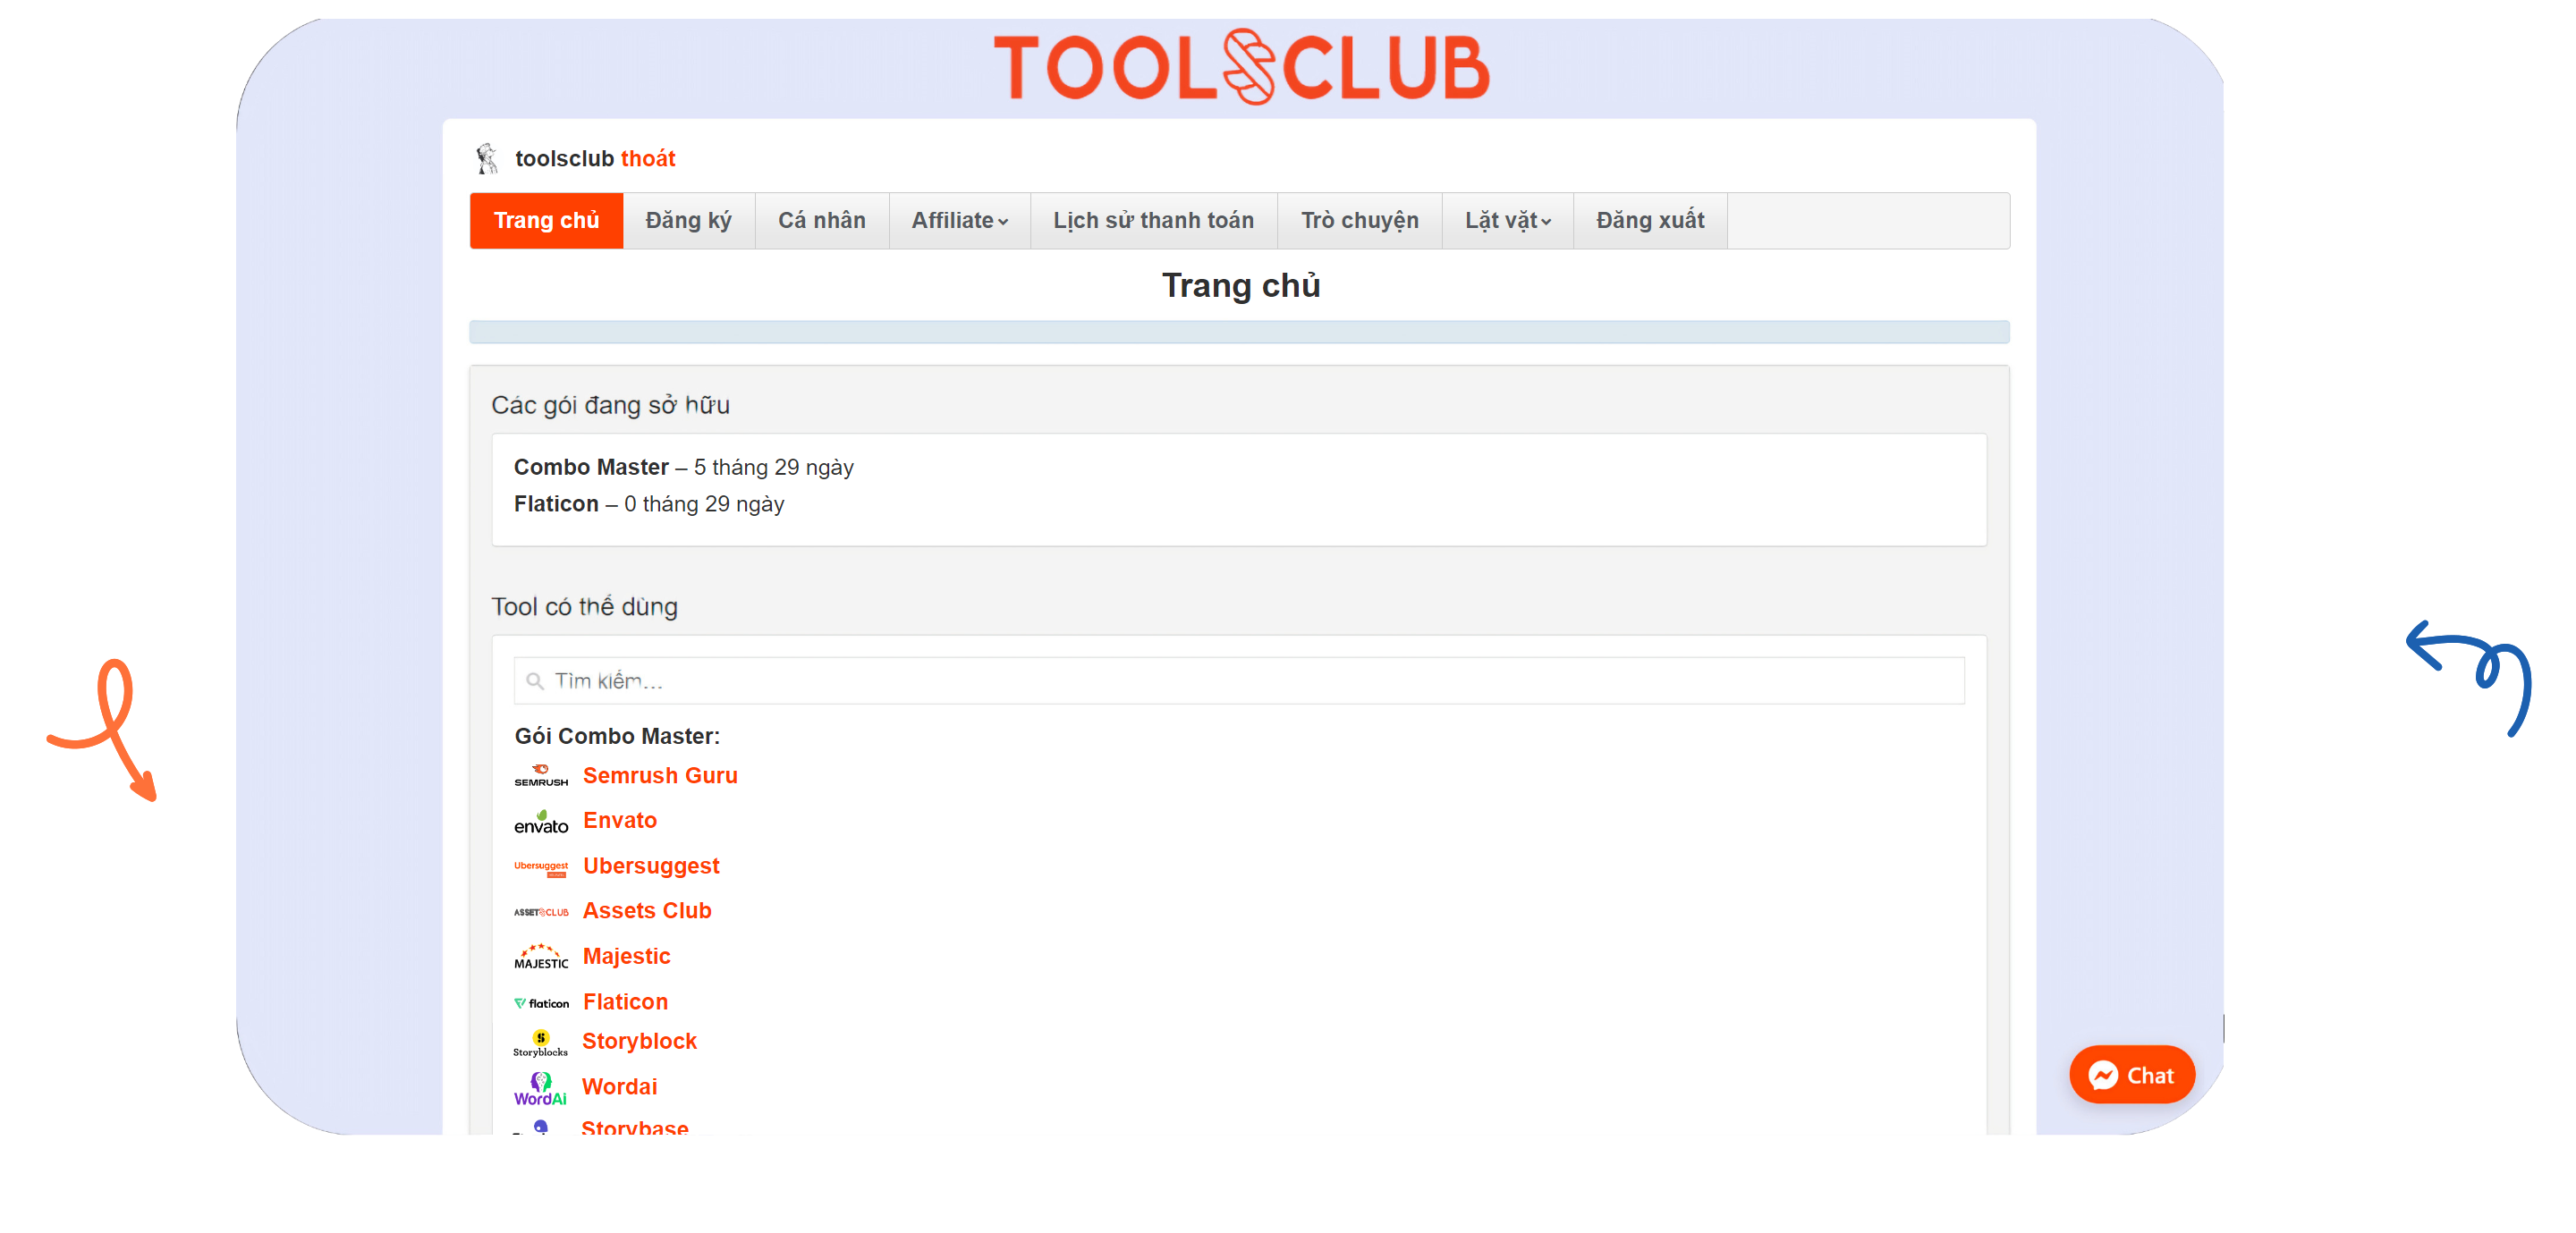 TOOLSCLUB
toolsclub thoát
Trang chủ Đăng ký Cá nhân Affiliate Lịch sử thanh toán Trò chuyện Lặt vặt Đăng xuất
Trang chủ
Các gói đang sở hữu
Combo Master – 5 tháng 29 ngày
Flaticon – 0 tháng 29 ngày
Tool có thể dùng
Tìm kiếm...
Gói Combo Master:
SEMRUSH Semrush Guru
envato Envato
Ubersuggest Ubersuggest
ASSETSCLUB Assets Club
MAJESTIC Majestic
flaticon Flaticon
Storyblocks Storyblock
WordAi Wordai
Storybase
Chat